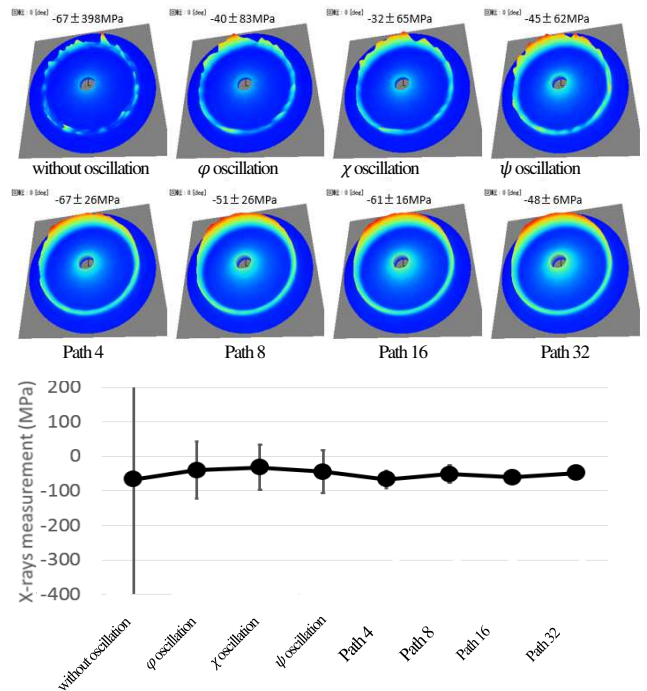 -67±398MPa
-40±83MPa
-32±65MPa
-45±62MPa
without oscillation
φ oscillation
χ oscillation
ψ oscillation
-67±26MPa
-51±26MPa
-61±16MPa
-48±6MPa
Path 4
Path 8
Path 16
Path 32
X-rays measurement (MPa)
200
100
0
-100
-200
-300
-400
without oscillation
φ oscillation
χ oscillation
ψ oscillation
Path 4
Path 8
Path 16
Path 32